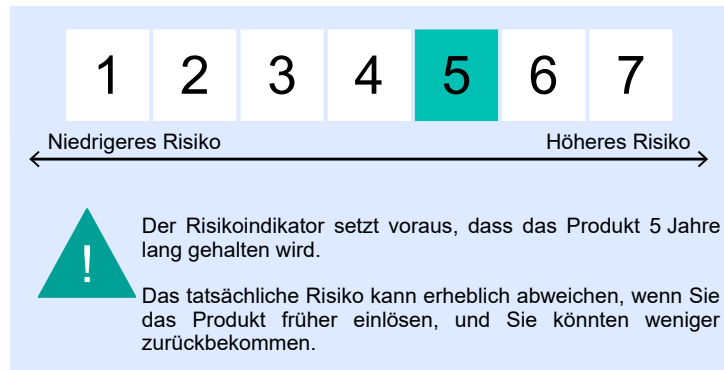 1 2 3 4 5 6 7
Niedrigeres Risiko Höheres Risiko
!
Der Risikoindikator setzt voraus, dass das Produkt 5 Jahre
lang gehalten wird.
Das tatsächliche Risiko kann erheblich abweichen, wenn Sie
das Produkt früher einlösen, und Sie könnten weniger
zurückbekommen.